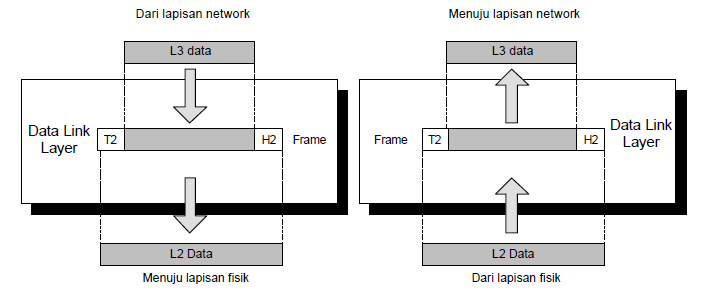 Dari lapisan network
L3 data
Data Link
Layer
T2
H2
Frame
L2 Data
Menuju lapisan fisik
Menuju lapisan network
L3 data
Frame
T2
H2
Data Link
Layer
L2 Data
Dari lapisan fisik